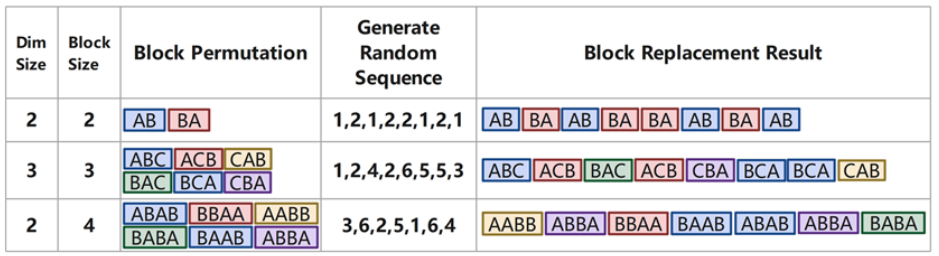 Dim Size Block Size Block Permutation Generate Random Sequence Block Replacement Result
2 2 AB BA 1,2,1,2,2,1,2,1 AB BA AB BA BA AB BA AB
3 3 ABC ACB CAB BAC BCA CBA 1,2,4,2,6,5,5,3 ABC ACB BAC ACB CBA BCA BCA CAB
2 4 ABAB BBAA AABB BABA BAAB ABBA 3,6,2,5,1,6,4 AABB ABBA BBAA BAAB ABAB ABBA BABA